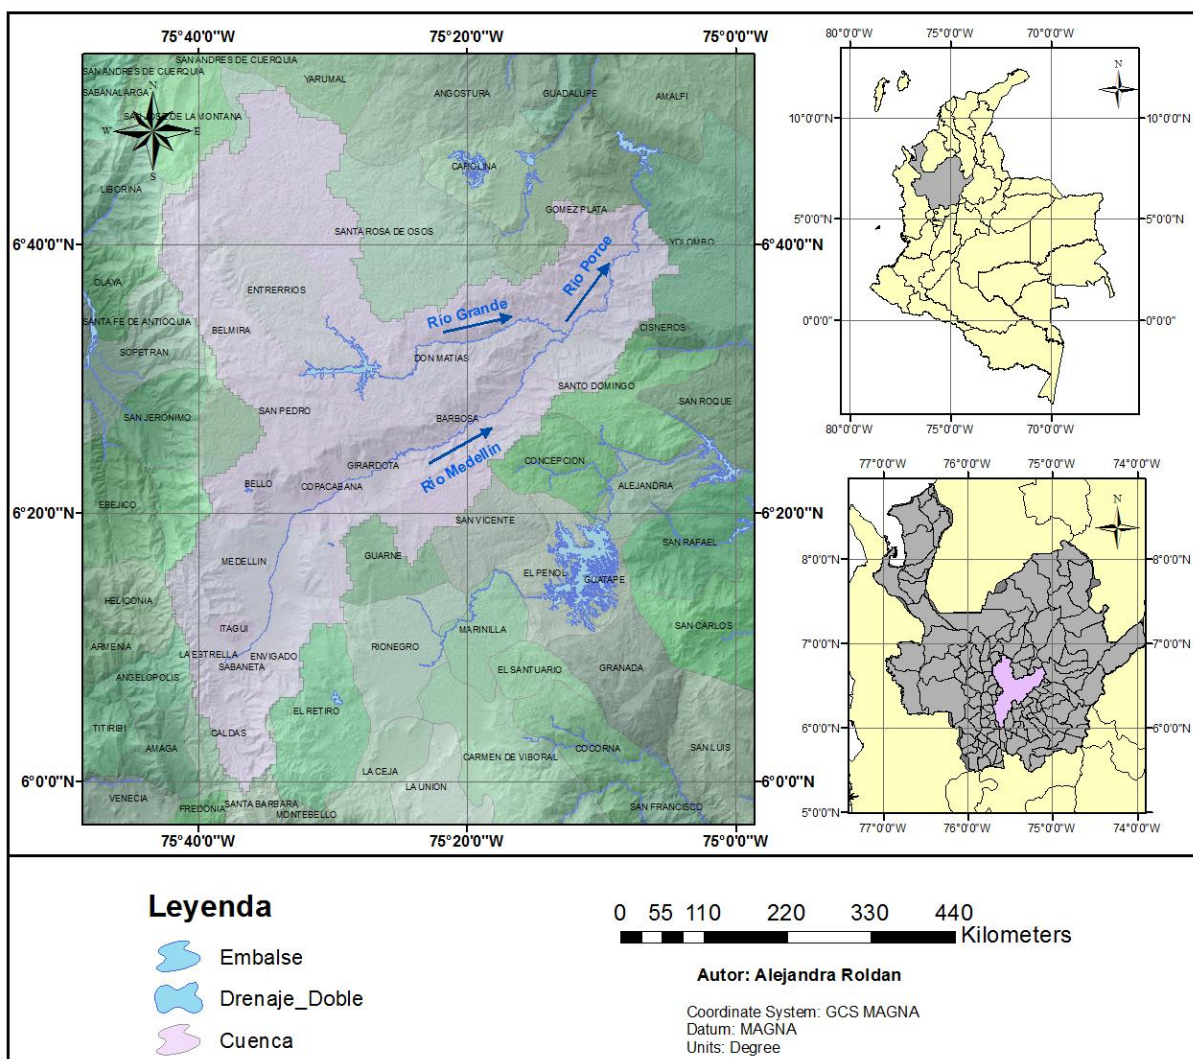 75°40'0"W 75°20'0"W 75°0'0"W
SAN ANDRES DE CUERQUIA
SAN ANDRES DE CUERQUIA
YARUMAL
SABANALARGA
ANGOSTURA
GUADALUPE
AMALFI
N
SAN JOSE DE LA MONTANA
W E
S
CAROLINA
LIBORINA
GOMEZ PLATA
SANTA ROSA DE OSOS
6°40'0"N 6°40'0"N
YOLOMBO
Río Porce
OLAYA
ENTRERRIOS
Río Grande
SANTA FE DE ANTIOQUIA
BELMIRA
CISNEROS
SOPETRAN
DON MATIAS
SANTO DOMINGO
SAN ROQUE
SAN PEDRO
SAN JERONIMO
BARBOSA
Río Medellín
CONCEPCION
GIRARDOTA
BELLO
COPACABANA
ALEJANDRIA
EBEJICO
6°20'0"N 6°20'0"N
SAN VICENTE
SAN RAFAEL
GUARNE
MEDELLIN
EL PENOL
GUATAPE
HELICONIA
SAN CARLOS
ITAGUI
MARINILLA
ARMENIA
RIONEGRO
LA ESTRELLA
ENVIGADO
SABANETA
EL SANTUARIO
GRANADA
ANGELOPOLIS
EL RETIRO
TITIRIBI
CALDAS
AMAGA
COCORNA
SAN LUIS
CARMEN DE VIBORAL
LA CEJA
6°0'0"N 6°0'0"N
LA UNION
VENECIA
SANTA BARBARA
FREDONIA
MONTEBELLO
SAN FRANCISCO
75°40'0"W 75°20'0"W 75°0'0"W
80°0'0"W 75°0'0"W 70°0'0"W
N
10°0'0"N 10°0'0"N
5°0'0"N 5°0'0"N
0°0'0" 0°0'0"
80°0'0"W 75°0'0"W 70°0'0"W
77°0'0"W 76°0'0"W 75°0'0"W 74°0'0"W
N
8°0'0"N 8°0'0"N
7°0'0"N 7°0'0"N
6°0'0"N 6°0'0"N
5°0'0"N 5°0'0"N
77°0'0"W 76°0'0"W 75°0'0"W 74°0'0"W
Leyenda
Embalse
Drenaje_Doble
Cuenca
0 55 110 220 330 440
Kilometers
Autor: Alejandra Roldan
Coordinate System: GCS MAGNA
Datum: MAGNA
Units: Degree